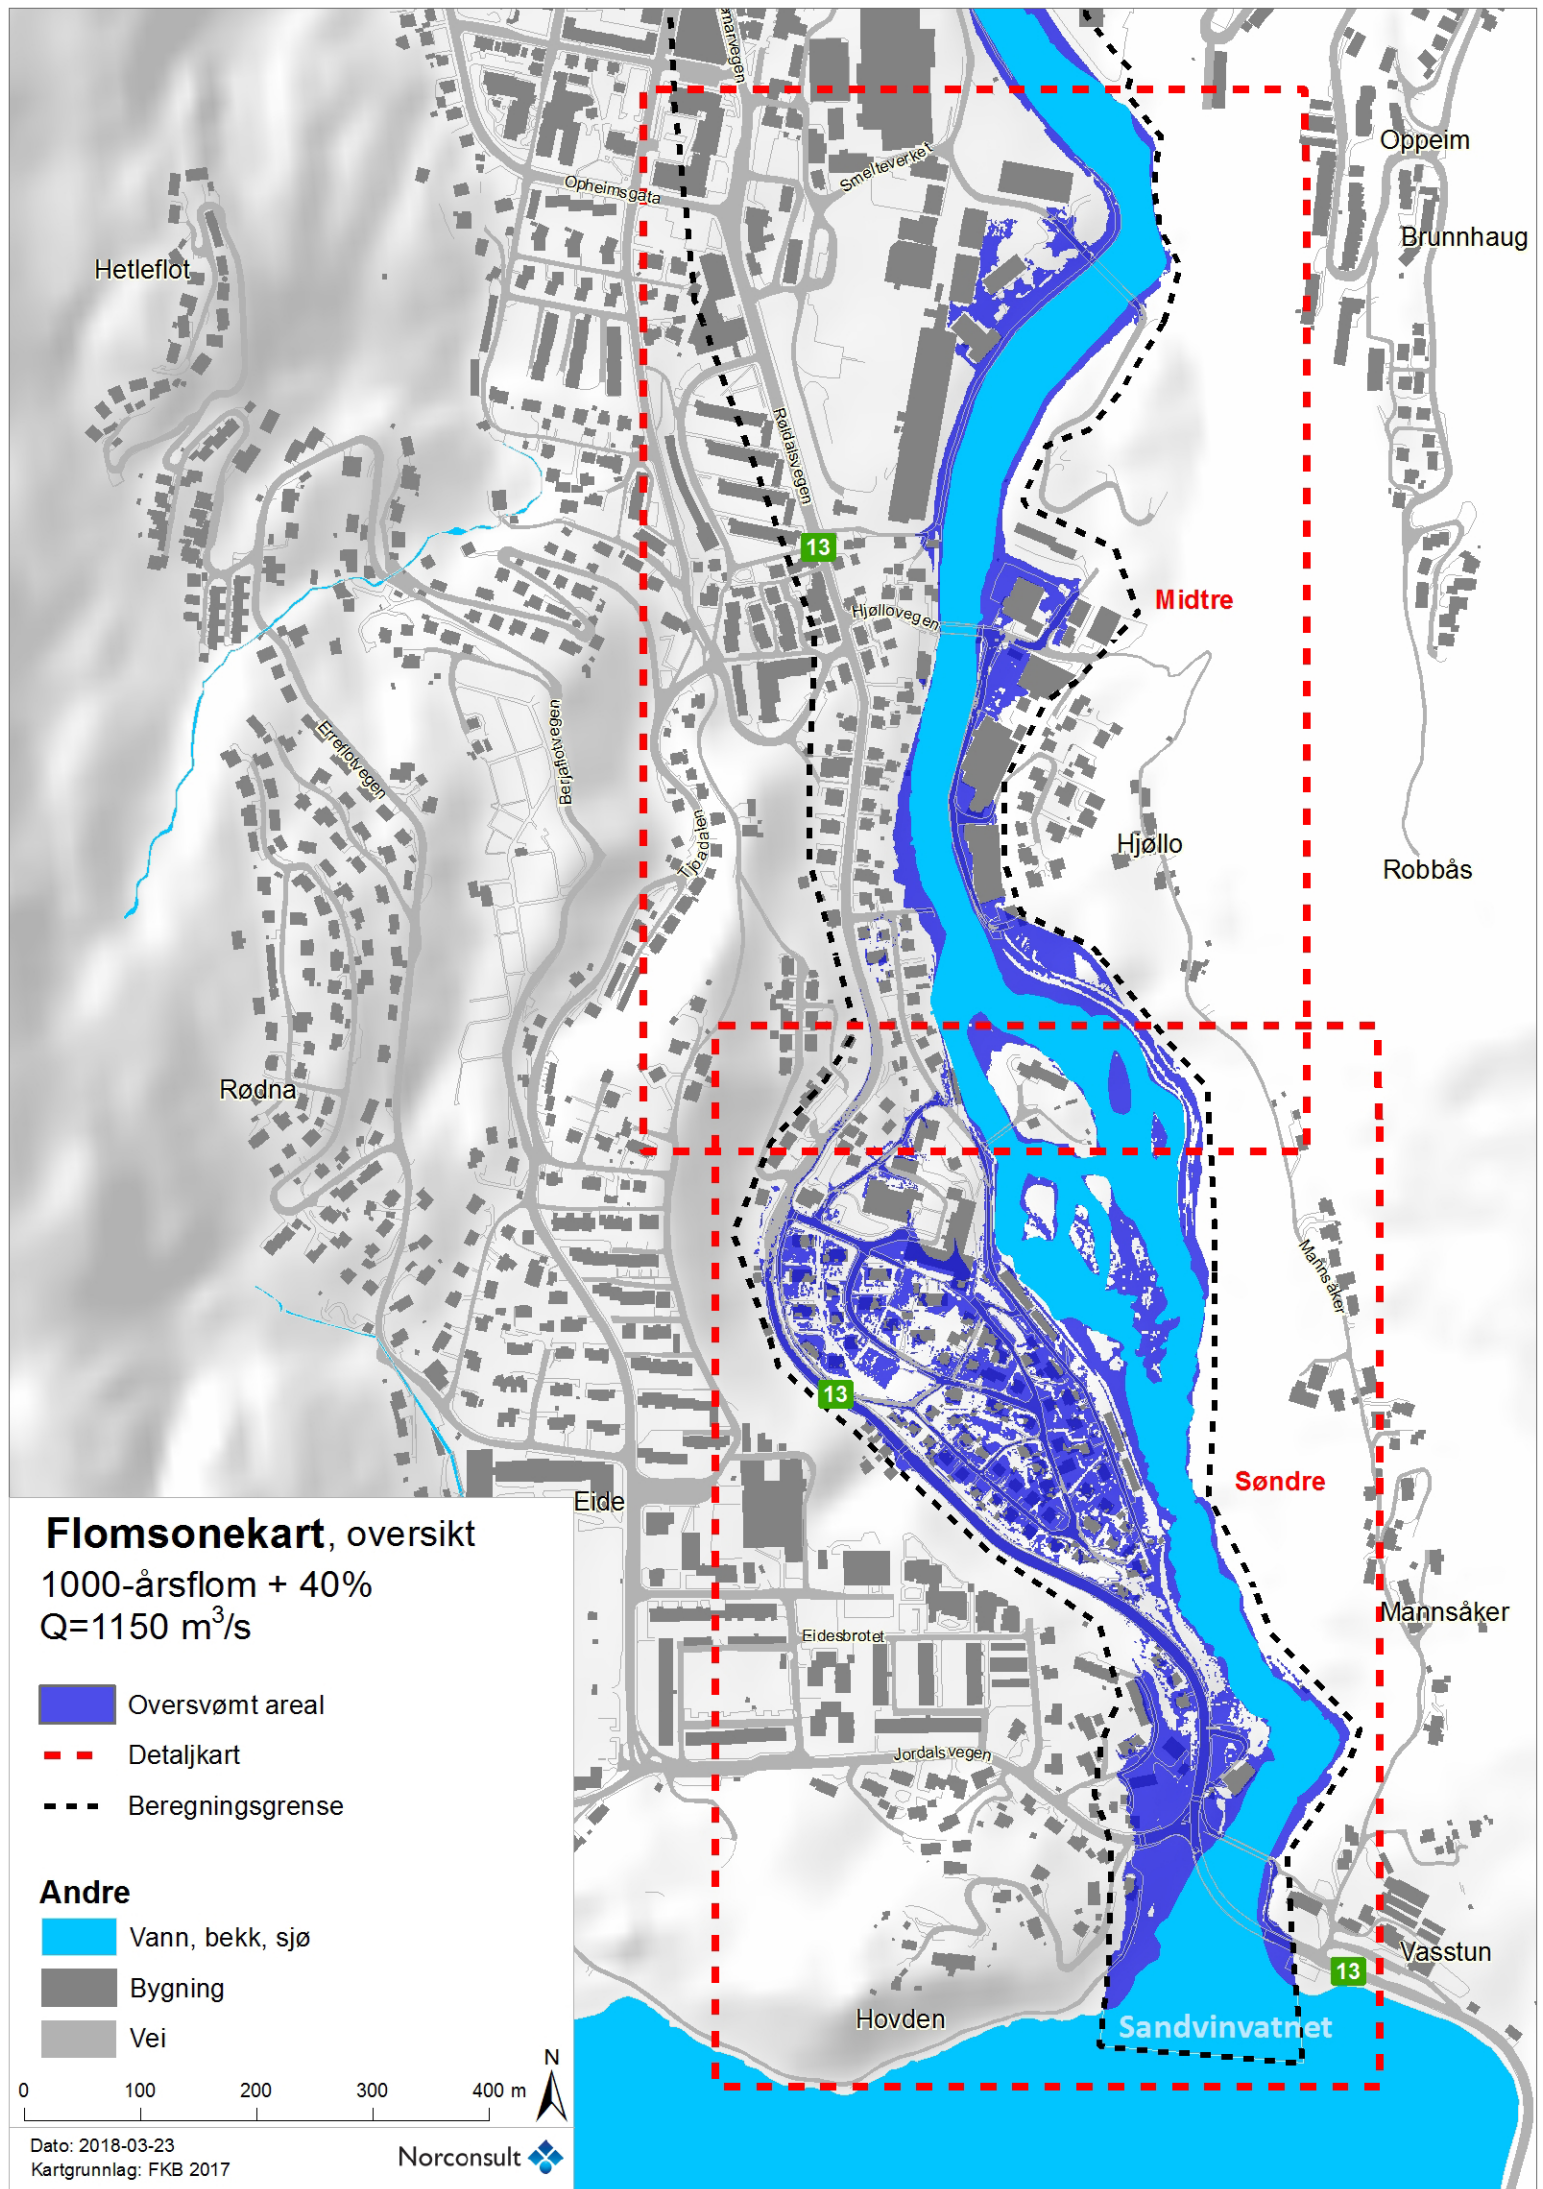 marvegen
Oppeim
Smelteverket
Opheimsgata
Brunnhaug
Hetleflot
Røldalsvegen
13
Midtre
Hjøllovegen
Berjaflotvegen
Erreflotvegen
Tjoadalen
Hjøllo
Robbås
Rødna
Mannsåker
13
Søndre
Eide
Flomsonekart, oversikt
1000-årsflom + 40%
Q=1150 m³/s
Mannsåker
Eidesbrotet
Oversvømt areal
Detaljkart
Jordalsvegen
Beregningsgrense
Andre
Vann, bekk, sjø
Vasstun
13
Bygning
Hovden
Sandvinvatnet
Vei
N
0 100 200 300 400 m
Dato: 2018-03-23
Kartgrunnlag: FKB 2017
Norconsult